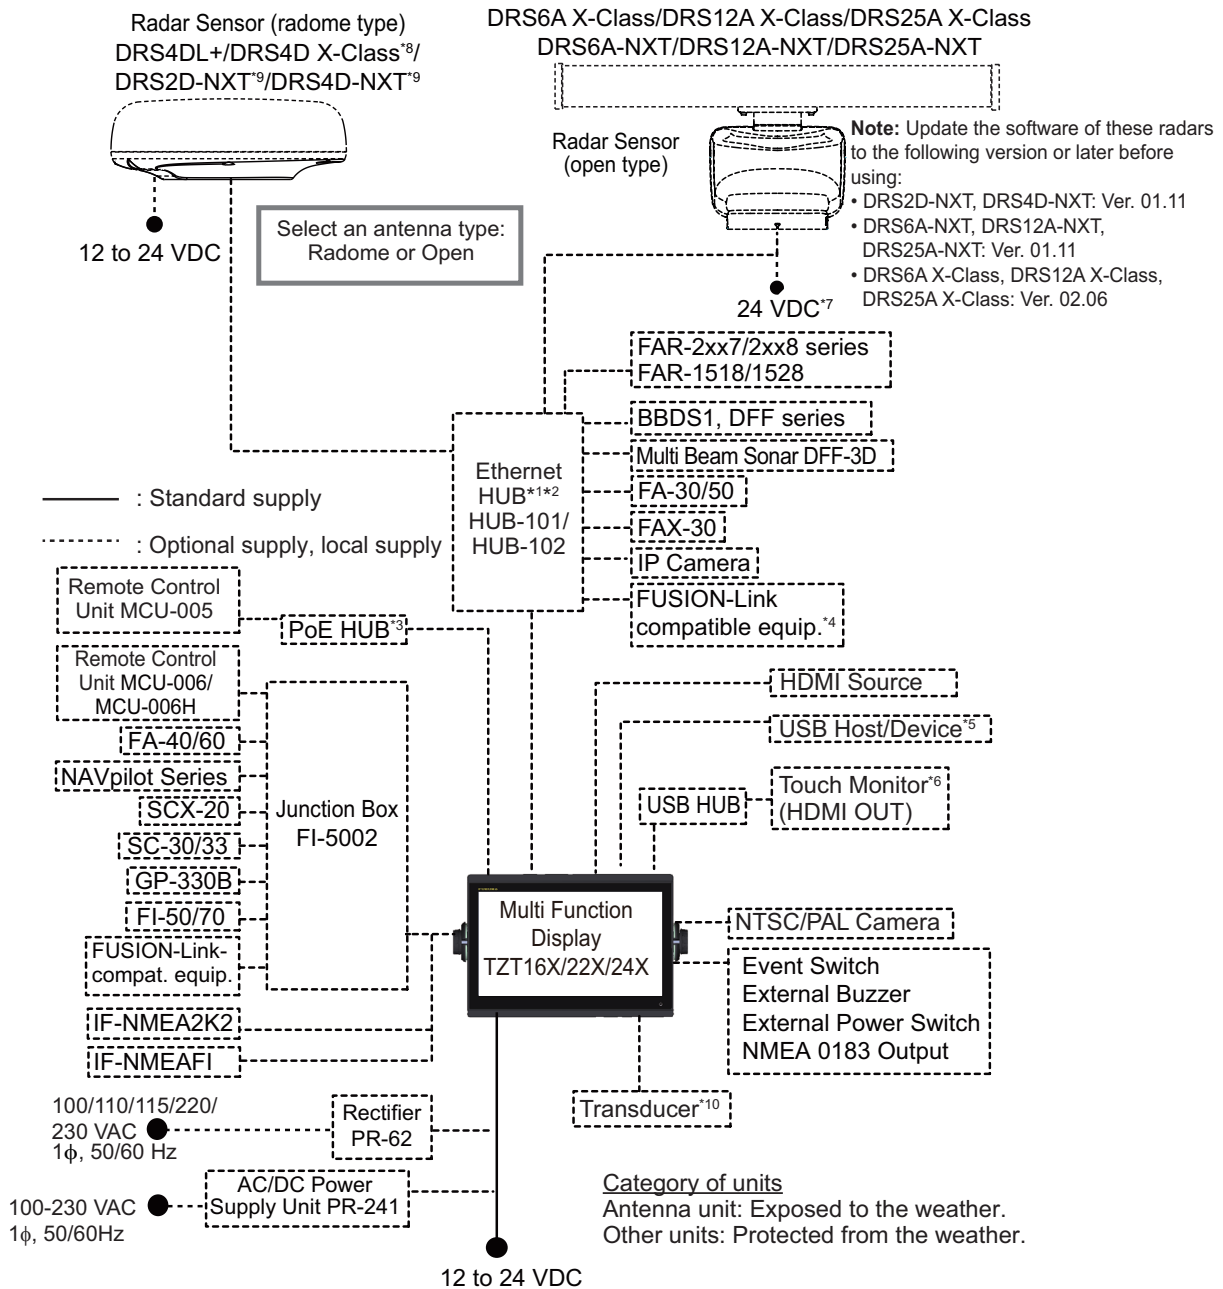 Radar Sensor (radome type)
DRS4DL+/DRS4D X-Class*8/
DRS2D-NXT*9/DRS4D-NXT*9
12 to 24 VDC
Select an antenna type:
Radome or Open
DRS6A X-Class/DRS12A X-Class/DRS25A X-Class
DRS6A-NXT/DRS12A-NXT/DRS25A-NXT
Radar Sensor
(open type)
24 VDC*7
Note: Update the software of these radars
to the following version or later before
using:
• DRS2D-NXT, DRS4D-NXT: Ver. 01.11
• DRS6A-NXT, DRS12A-NXT,
DRS25A-NXT: Ver. 01.11
• DRS6A X-Class, DRS12A X-Class,
DRS25A X-Class: Ver. 02.06
FAR-2xx7/2xx8 series
FAR-1518/1528
BBDS1, DFF series
Multi Beam Sonar DFF-3D
FA-30/50
FAX-30
IP Camera
FUSION-Link
compatible equip.*4
Ethernet
HUB*1*2
HUB-101/
HUB-102
: Standard supply
: Optional supply, local supply
Remote Control
Unit MCU-005
PoE HUB*3
Remote Control
Unit MCU-006/
MCU-006H
FA-40/60
NAVpilot Series
SCX-20
SC-30/33
GP-330B
FI-50/70
FUSION-Link-
compat. equip.
Junction Box
FI-5002
IF-NMEA2K2
IF-NMEAFI
HDMI Source
USB Host/Device*5
USB HUB
Touch Monitor*6
(HDMI OUT)
Multi Function
Display
TZT16X/22X/24X
NTSC/PAL Camera
Event Switch
External Buzzer
External Power Switch
NMEA 0183 Output
Transducer*10
100/110/115/220/
230 VAC
1ϕ, 50/60 Hz
Rectifier
PR-62
100-230 VAC
1ϕ, 50/60Hz
AC/DC Power
Supply Unit PR-241
12 to 24 VDC
Category of units
Antenna unit: Exposed to the weather.
Other units: Protected from the weather.